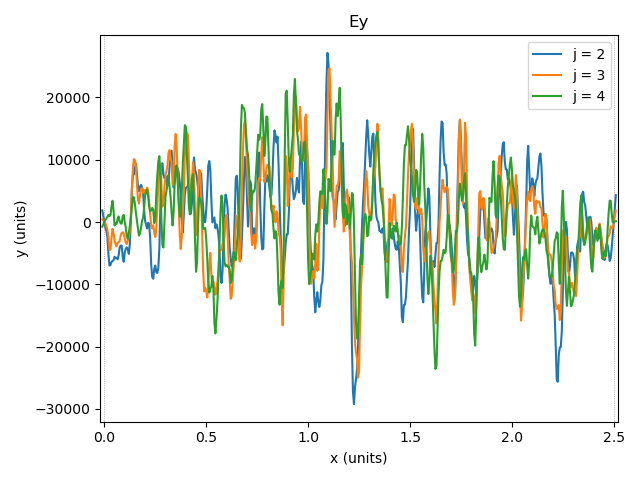 Ey
j = 2
j = 3
j = 4
20000
10000
0
−10000
−20000
−30000
y (units)
0.0 0.5 1.0 1.5 2.0 2.5
x (units)